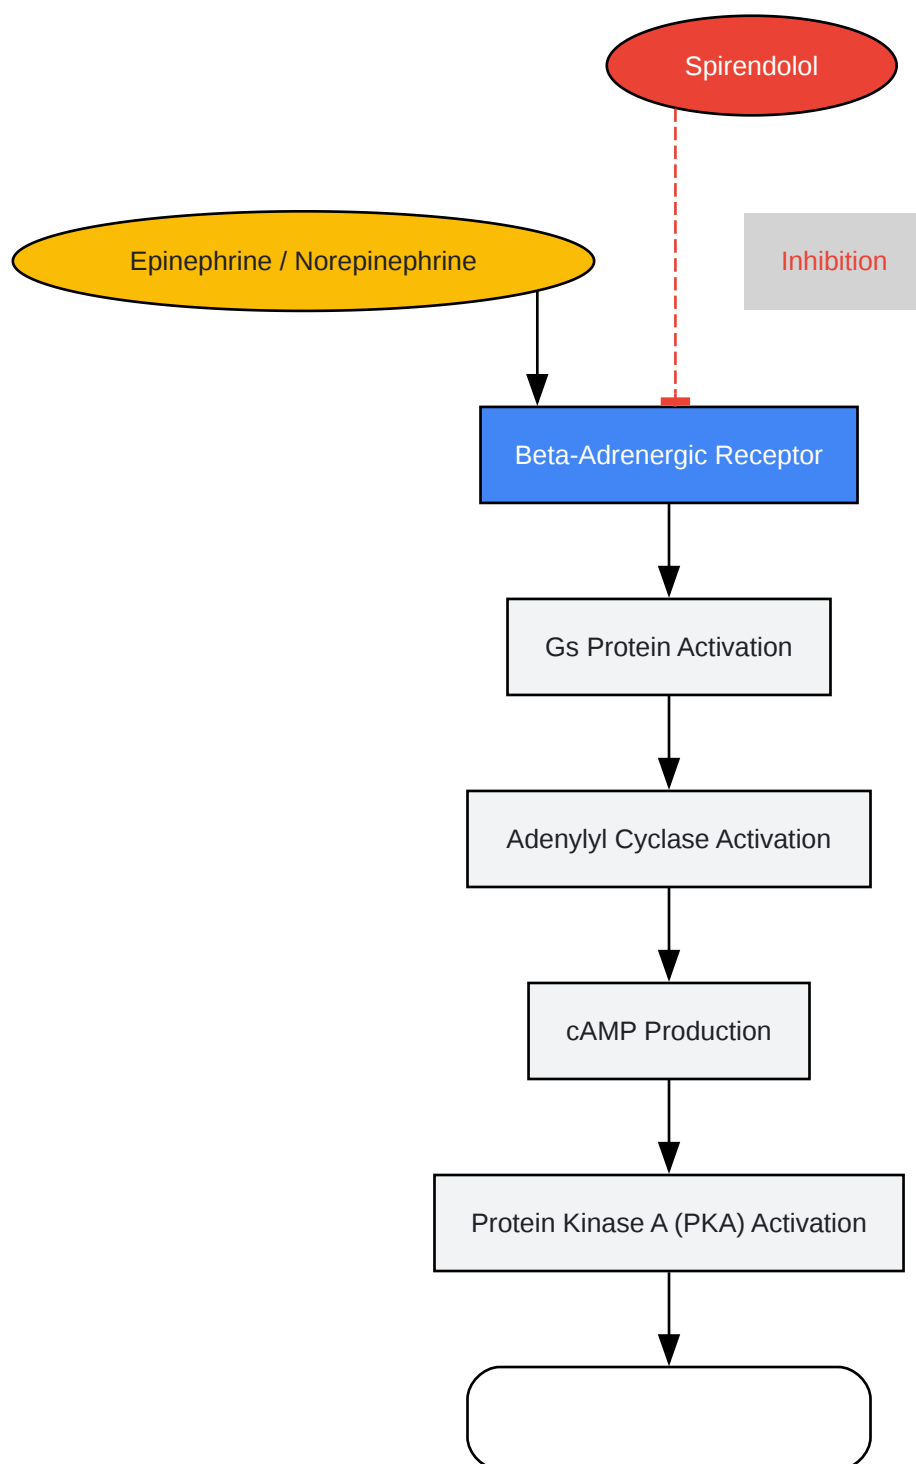 Spirendolol
Epinephrine / Norepinephrine
Inhibition
Beta-Adrenergic Receptor
Gs Protein Activation
Adenylyl Cyclase Activation
cAMP Production
Protein Kinase A (PKA) Activation